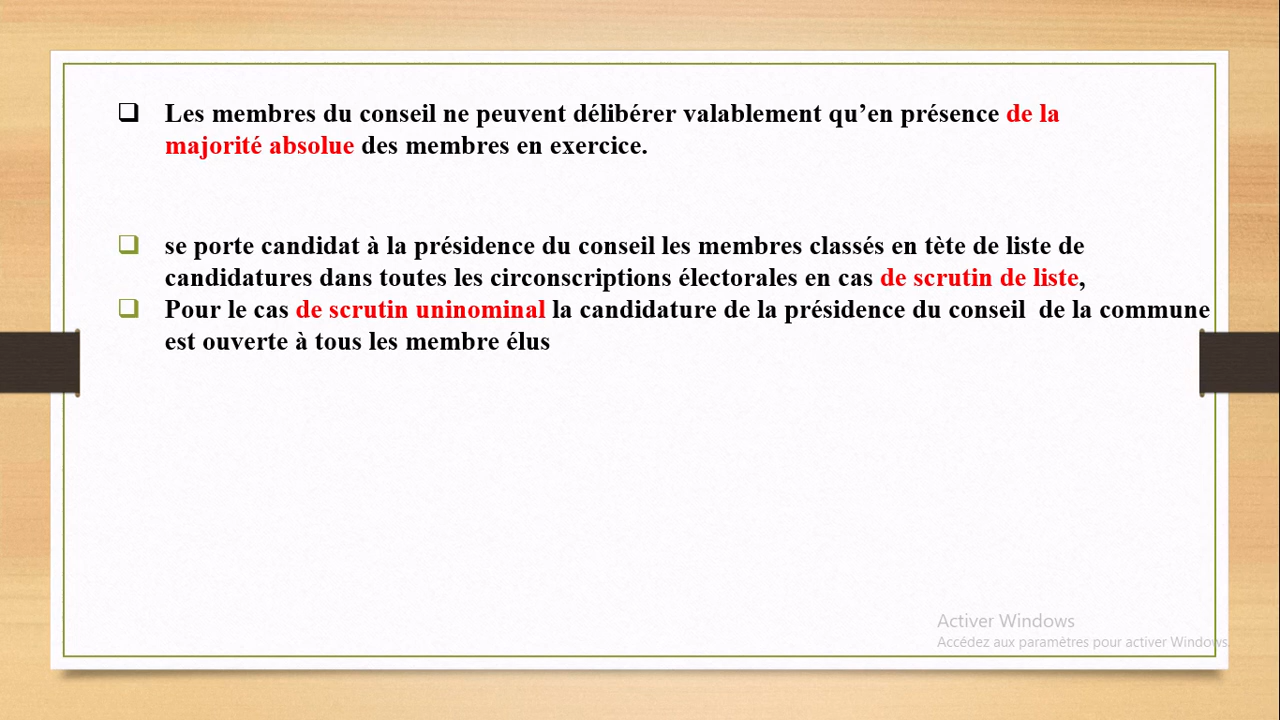 Les membres du conseil ne peuvent délibérer valablement qu’en présence de la
majorité absolue des membres en exercice.
se porte candidat à la présidence du conseil les membres classés en tète de liste de
candidatures dans toutes les circonscriptions électorales en cas de scrutin de liste,
Pour le cas de scrutin uninominal la candidature de la présidence du conseil  de la commune
est ouverte à tous les membre élus
Activer Windows
Accédez aux paramètres pour activer Windows.